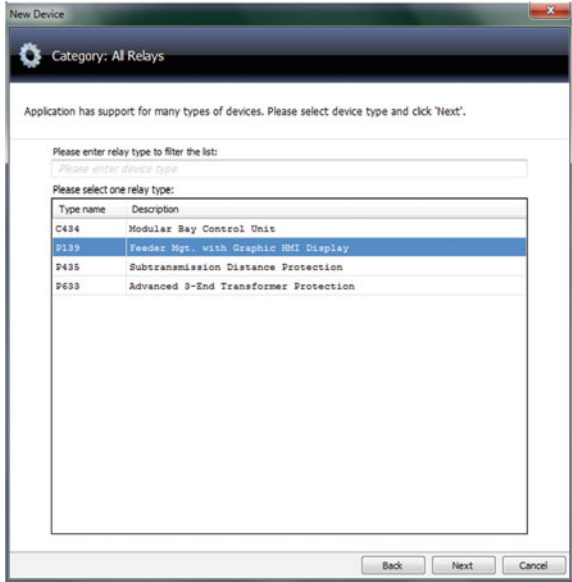 New Device
Category: All Relays
Application has support for many types of devices. Please select device type and click 'Next'.
Please enter relay type to filter the list:
Please enter device type
Please select one relay type:
Type name Description
C434 Modular Bay Control Unit
P139 Feeder Mgt. with Graphic HMI Display
P435 Subtransmission Distance Protection
P633 Advanced 3-End Transformer Protection
Back Next Cancel